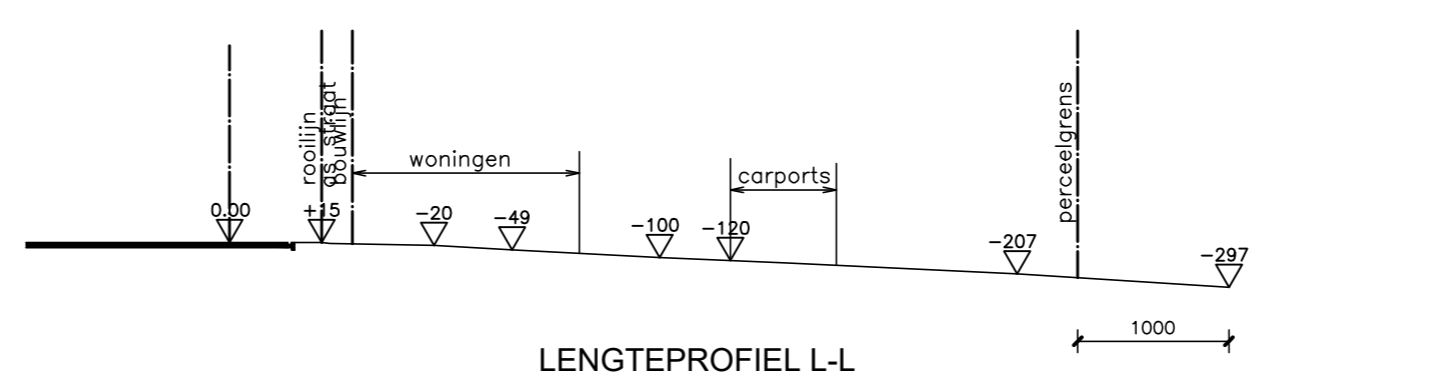 rooilijn
as straat
bouwlijn
perceelgrens
woningen
carports
0.00
+15
-20
-49
-100
-120
-207
-297
1000
LENGTEPROFIEL L-L